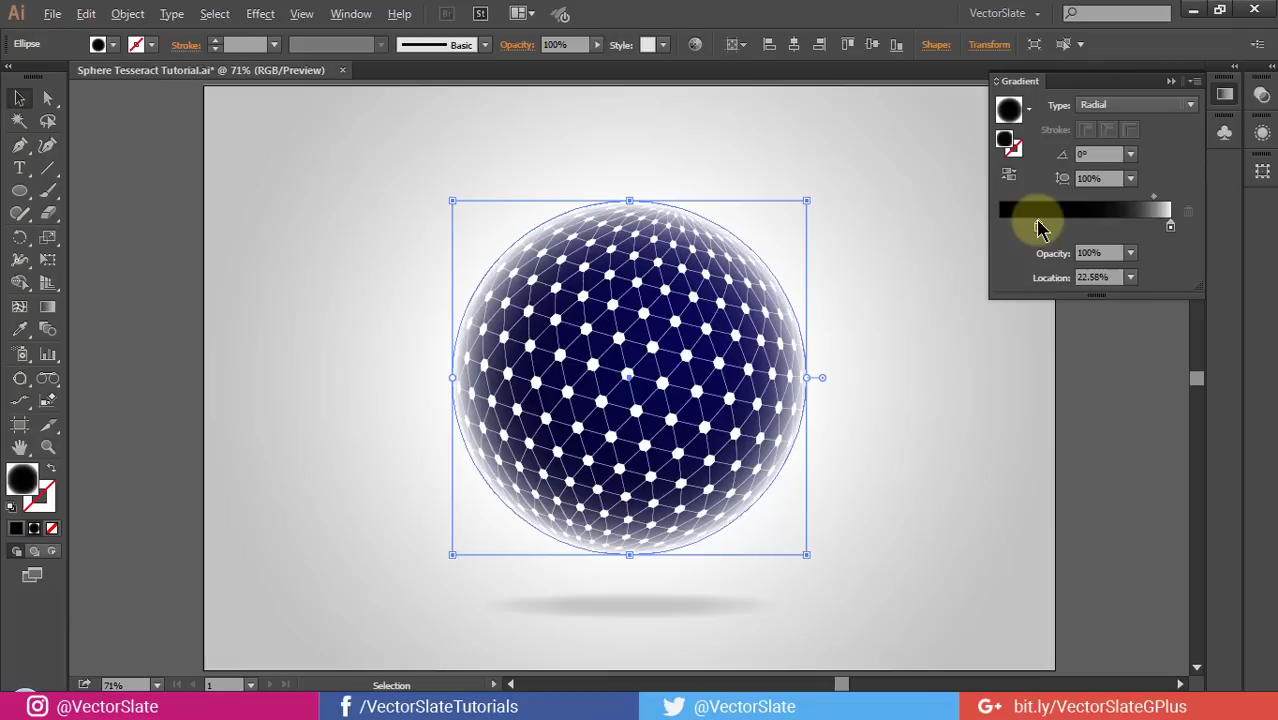 Ai File Edit Object Type Select Effect View Window Help Br St VectorSlate
Ellipse Stroke: Basic Opacity: 100% Style: Shape: Transform
Sphere Tesseract Tutorial.ai* @ 71% (RGB/Preview)
Gradient
Type: Radial
Stroke:
0°
100%
Opacity: 100%
Location: 22.58%
71% 1 Selection
@VectorSlate /VectorSlateTutorials @VectorSlate G+ bit.ly/VectorSlateGPlus